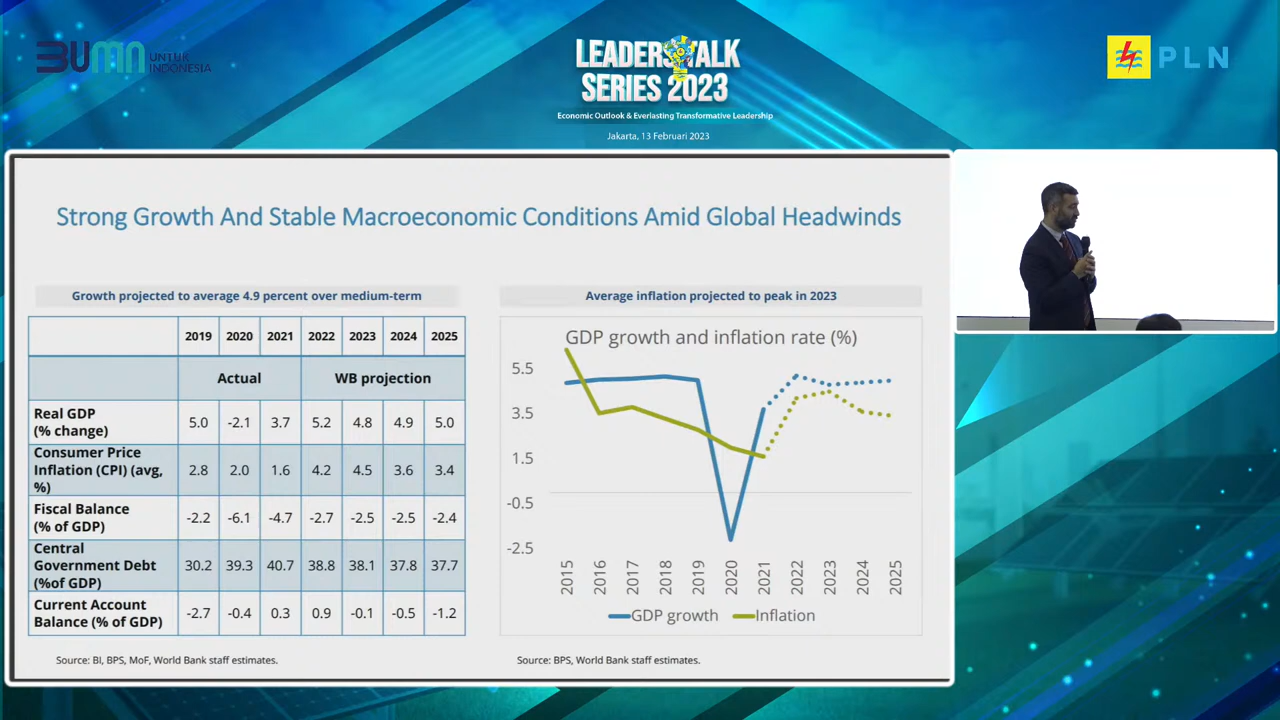 BUMN UNTUK
INDONESIA
LEADERSTALK
SERIES 2023
Economic Outlook & Everlasting Transformative Leadership
Jakarta, 13 Februari 2023
PLN
Strong Growth And Stable Macroeconomic Conditions Amid Global Headwinds
Growth projected to average 4.9 percent over medium-term
2019 2020 2021 2022 2023 2024 2025
Actual WB projection
Real GDP
(% change) 5.0 -2.1 3.7 5.2 4.8 4.9 5.0
Consumer Price
Inflation (CPI) (avg,
%) 2.8 2.0 1.6 4.2 4.5 3.6 3.4
Fiscal Balance
(% of GDP) -2.2 -6.1 -4.7 -2.7 -2.5 -2.5 -2.4
Central
Government Debt
(%of GDP) 30.2 39.3 40.7 38.8 38.1 37.8 37.7
Current Account
Balance (% of GDP) -2.7 -0.4 0.3 0.9 -0.1 -0.5 -1.2
Source: BI, BPS, MoF, World Bank staff estimates.
Average inflation projected to peak in 2023
GDP growth and inflation rate (%)
5.5
3.5
1.5
-0.5
-2.5
2015 2016 2017 2018 2019 2020 2021 2022 2023 2024 2025
GDP growth Inflation
Source: BPS, World Bank staff estimates.